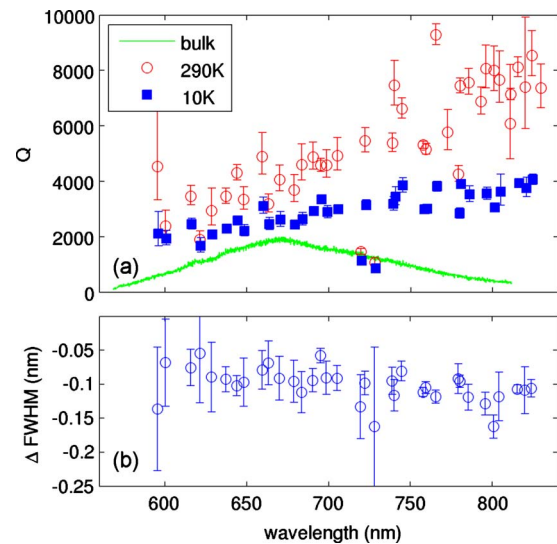 10000
8000
6000
4000
2000
0
Q
bulk
290K
10K
(a)
-0.05
-0.1
-0.15
-0.2
-0.25
Δ FWHM (nm)
(b)
600
650
700
750
800
wavelength (nm)